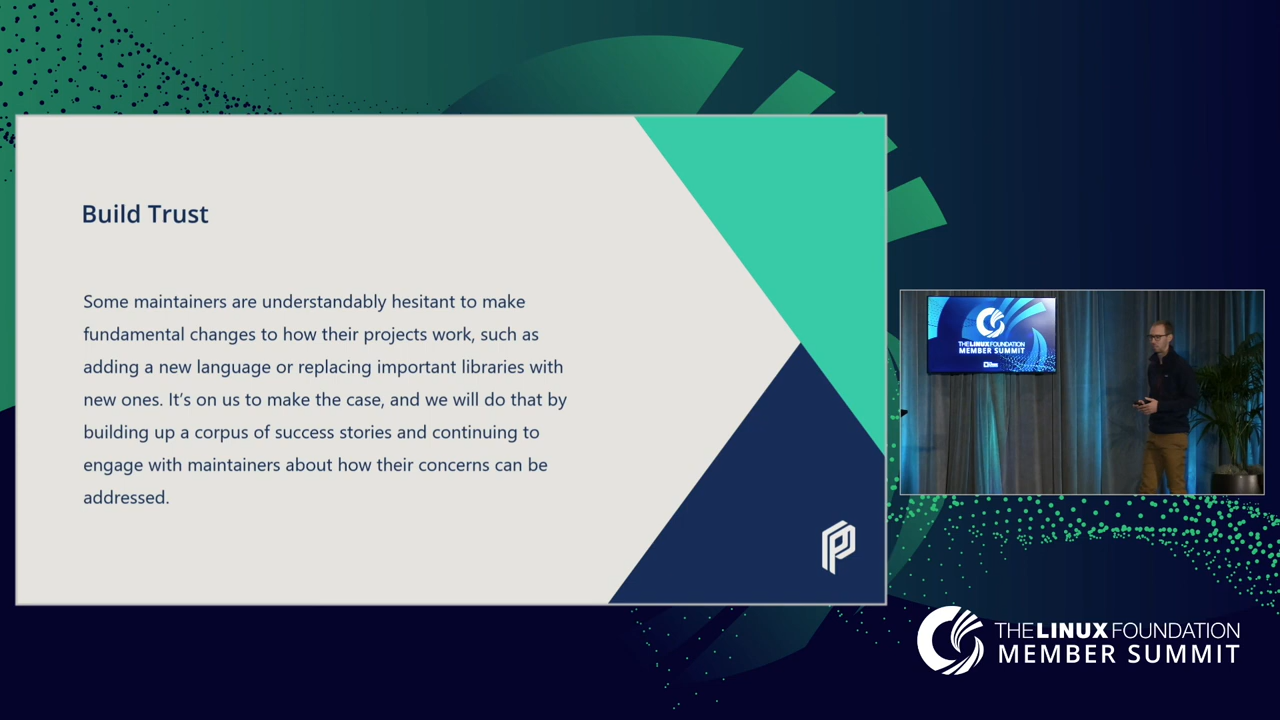 Build Trust
Some maintainers are understandably hesitant to make
fundamental changes to how their projects work, such as
adding a new language or replacing important libraries with
new ones. It’s on us to make the case, and we will do that by
building up a corpus of success stories and continuing to
engage with maintainers about how their concerns can be
addressed.
THE LINUX FOUNDATION
MEMBER SUMMIT
THE LINUX FOUNDATION
MEMBER SUMMIT